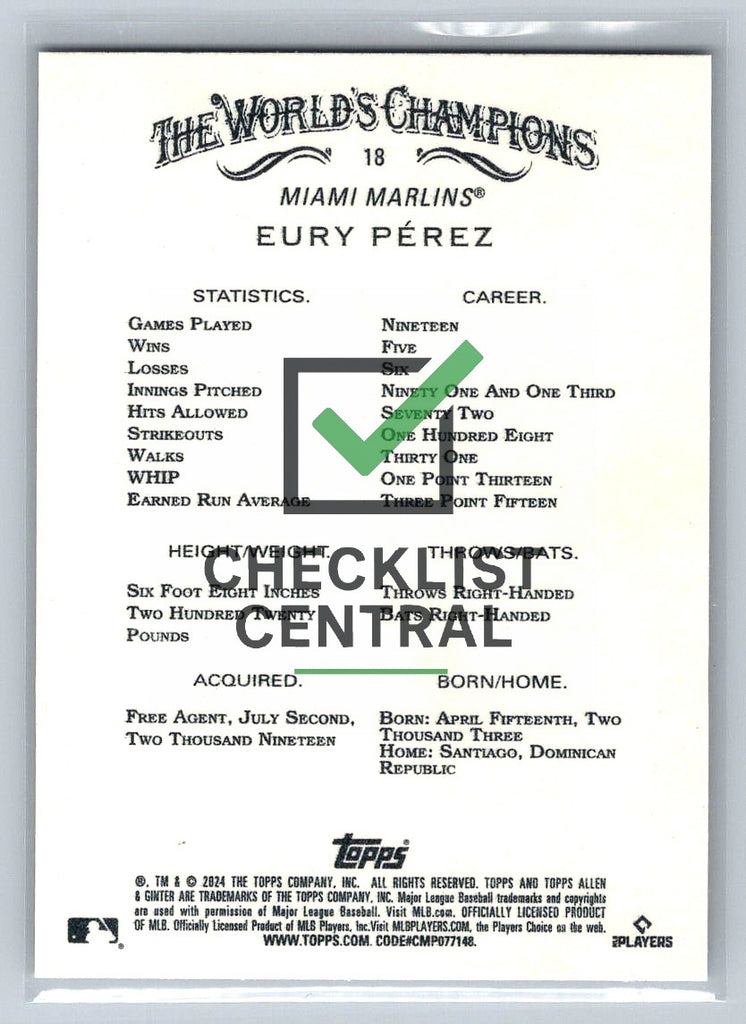 THE WORLD'S CHAMPIONS
18
MIAMI MARLINS®
EURY PÉREZ
STATISTICS. CAREER.
GAMES PLAYED NINETEEN
WINS FIVE
LOSSES SIX
INNINGS PITCHED NINETY ONE AND ONE THIRD
HITS ALLOWED SEVENTY TWO
STRIKEOUTS ONE HUNDRED EIGHT
WALKS THIRTY ONE
WHIP ONE POINT THIRTEEN
EARNED RUN AVERAGE THREE POINT FIFTEEN
HEIGHT/WEIGHT. THROWS/BATS.
CHECKLIST
SIX FOOT EIGHT INCHES THROWS RIGHT-HANDED
TWO HUNDRED TWENTY BATS RIGHT-HANDED
CENTRAL
POUNDS
ACQUIRED. BORN/HOME.
FREE AGENT, JULY SECOND, BORN: APRIL FIFTEENTH, TWO
TWO THOUSAND NINETEEN THOUSAND THREE
HOME: SANTIAGO, DOMINICAN
REPUBLIC
Topps®
®, TM & © 2024 THE TOPPS COMPANY, INC. ALL RIGHTS RESERVED. TOPPS AND TOPPS ALLEN
& GINTER ARE TRADEMARKS OF THE TOPPS COMPANY, INC. Major League Baseball trademarks and copyrights
are used with permission of Major League Baseball. Visit MLB.com. OFFICIALLY LICENSED PRODUCT
OF MLB. Officially Licensed Product of MLB Players, Inc.Visit MLBPLAYERS.COM, the Players Choice on the web.
WWW.TOPPS.COM. CODE#CMP077148.
MLBPLAYERS